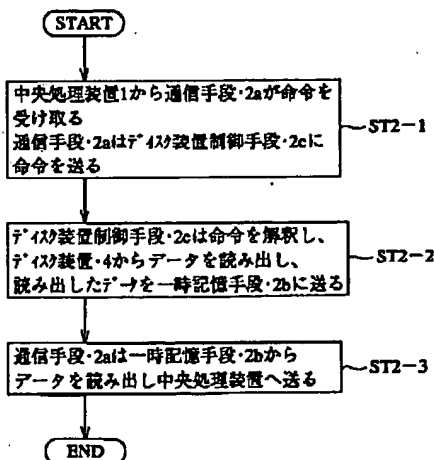 START
中央処理装置1から通信手段・2aが命令を
受け取る
通信手段・2aはディスク装置制御手段・2cに
命令を送る
ST2-1
ディスク装置制御手段・2cは命令を解釈し、
ディスク装置・4からデータを読み出し、
読み出したデータを一時記憶手段・2bに送る
ST2-2
通信手段・2aは一時記憶手段・2bから
データを読み出し中央処理装置へ送る
ST2-3
END